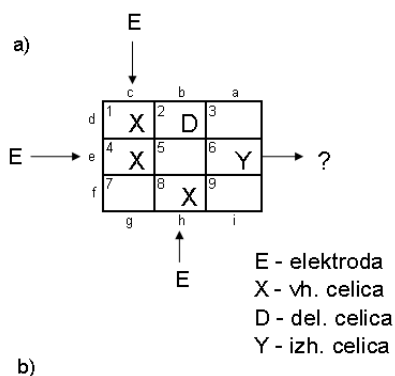 E
a)
c b a
d 1 X 2 D 3
E e 4 X 5 6 Y ?
f 7 8 X 9
g h i
E
E - elektroda
X - vh. celica
D - del. celica
Y - izh. celica
b)